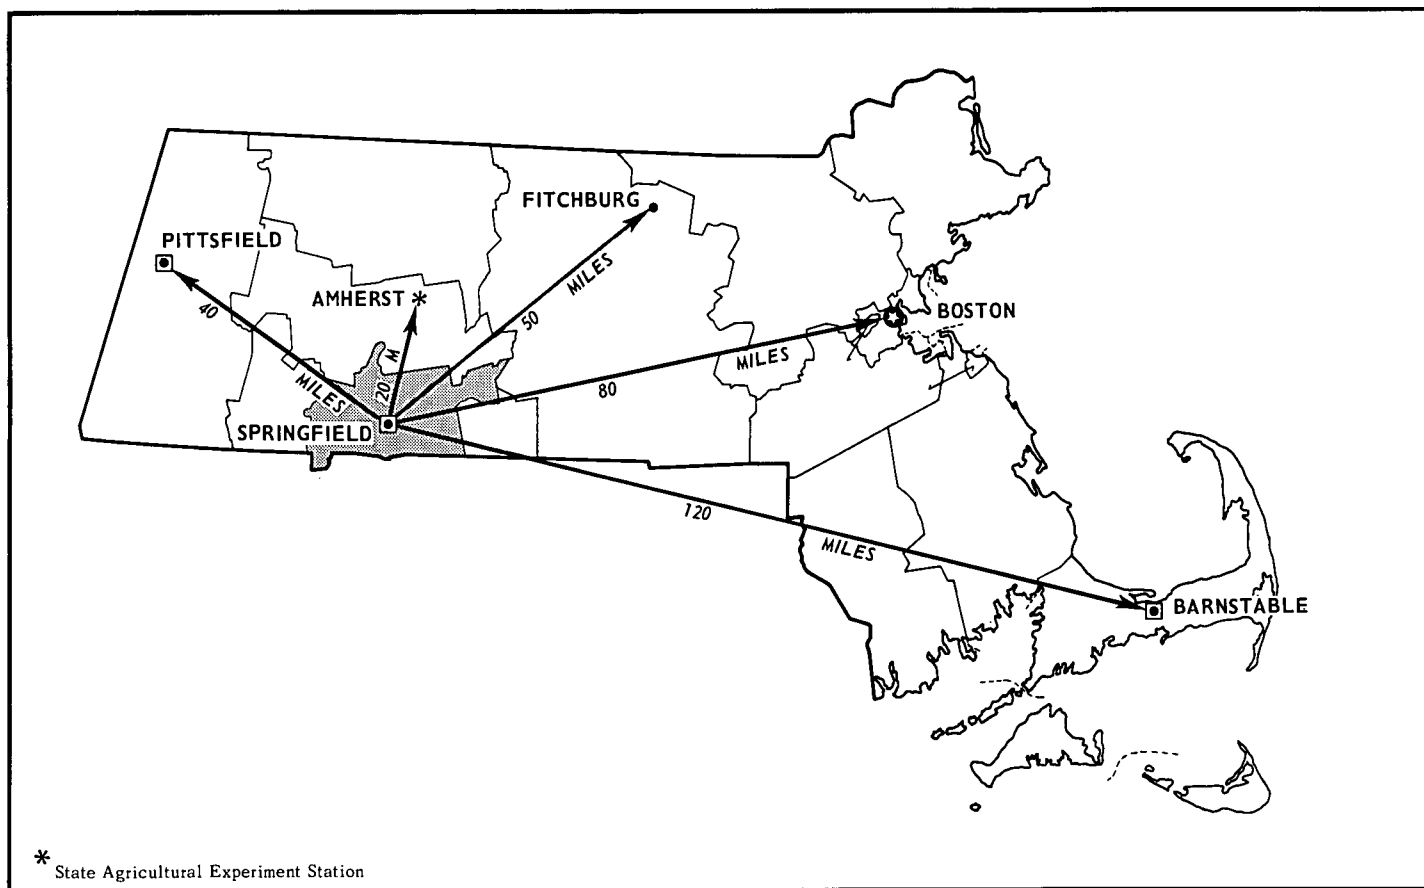 FITCHBURG
PITTSFIELD
AMHERST *
40 MILES
20 M
50 MILES
BOSTON
80 MILES
SPRINGFIELD
120 MILES
BARNSTABLE
* State Agricultural Experiment Station